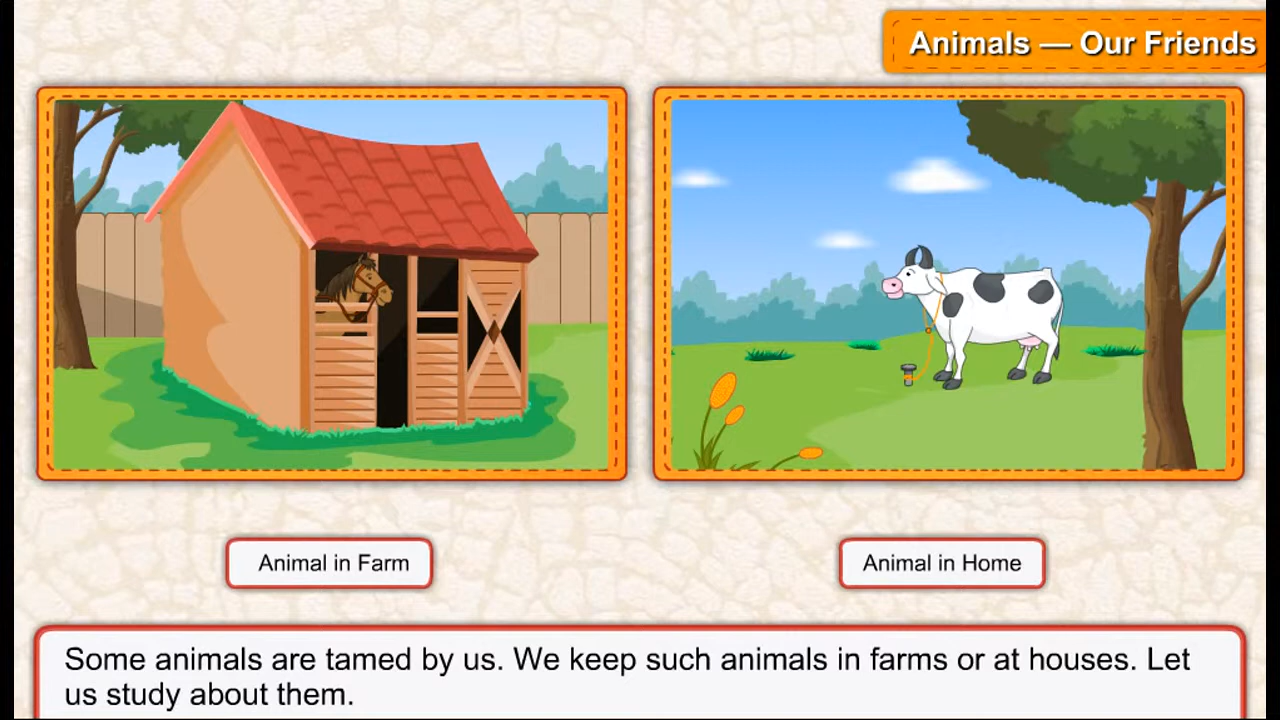 Animals — Our Friends
Animal in Farm
Animal in Home
Some animals are tamed by us. We keep such animals in farms or at houses. Let
us study about them.